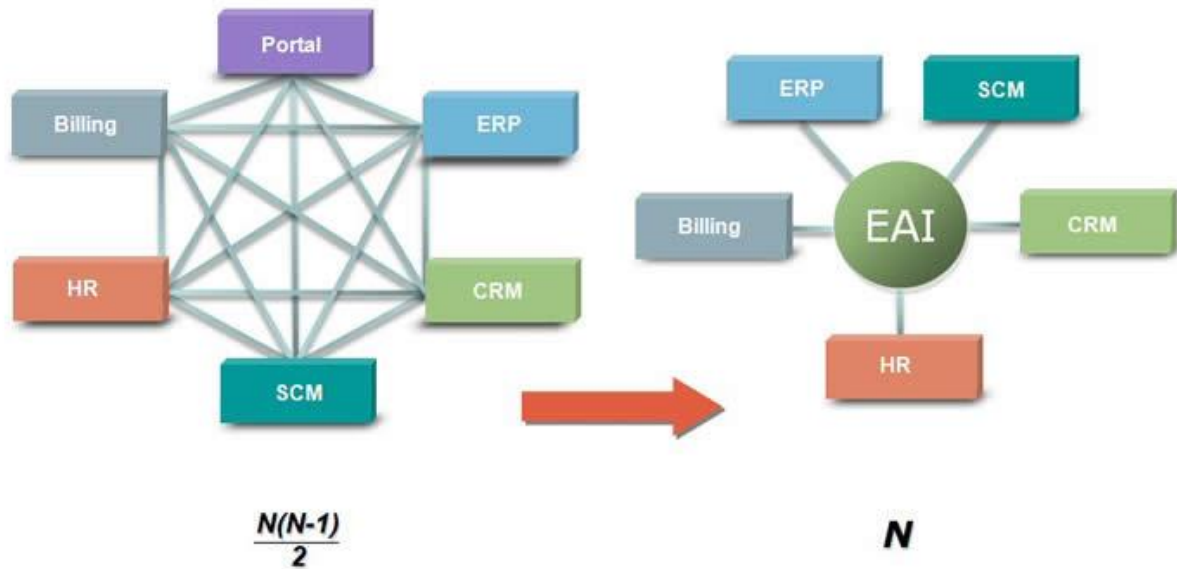 Portal
Billing
ERP
HR
CRM
SCM
N(N-1)
2
ERP
SCM
Billing
EAI
CRM
HR
N